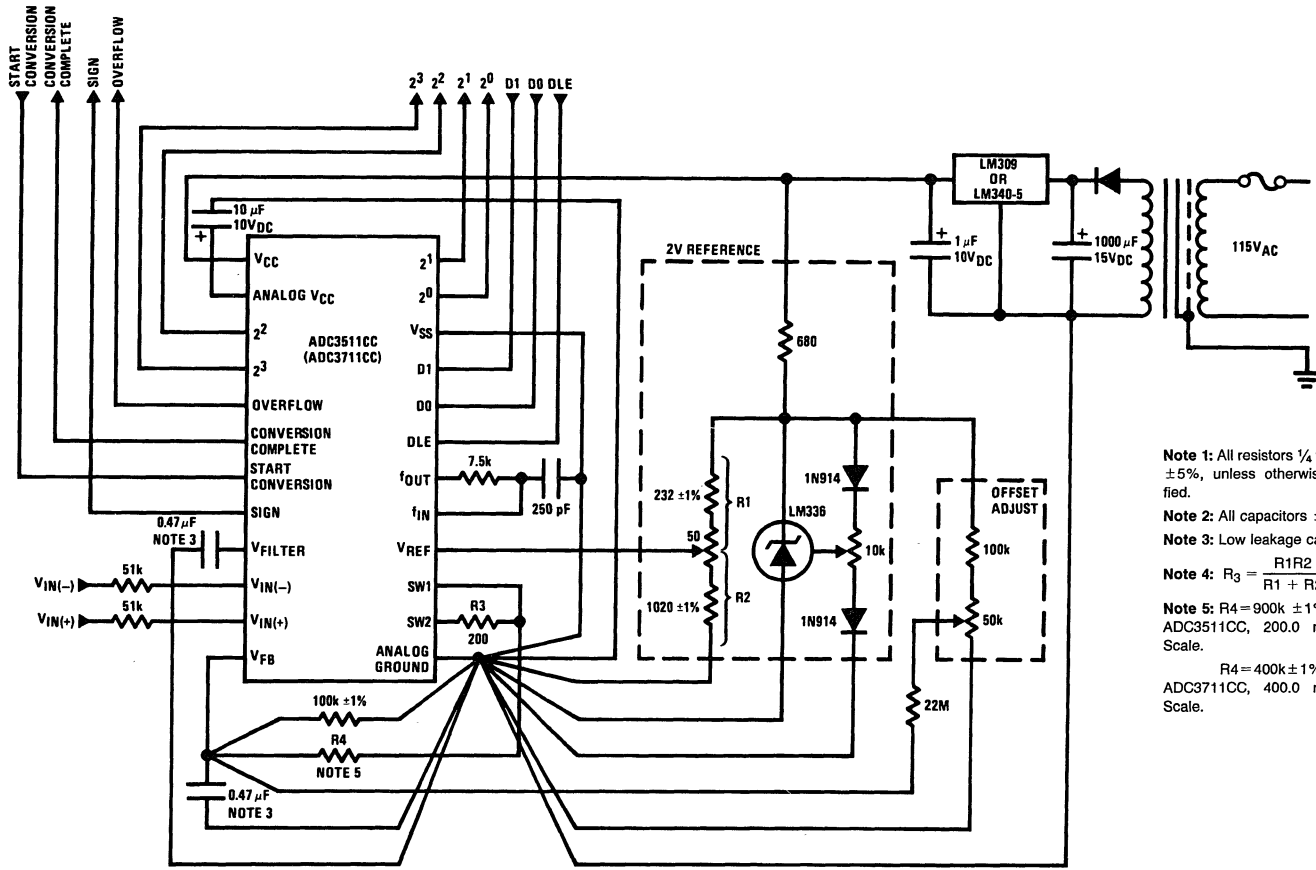 START
CONVERSION
CONVERSION
COMPLETE
SIGN
OVERFLOW
2³ 2² 2¹ 2⁰ D1 D0 DLE
LM309
OR
LM340-5
10 µF
10VDC
+
2V REFERENCE
+
1 µF
10VDC
+
1000 µF
15VDC
115VAC
VCC
ANALOG VCC
2²
2³
OVERFLOW
CONVERSION
COMPLETE
START
CONVERSION
SIGN
VFILTER
VIN(−)
VIN(+)
VFB
ADC3511CC
(ADC3711CC)
2¹
2⁰
VSS
D1
D0
DLE
fOUT
fIN
VREF
SW1
SW2
ANALOG
GROUND
7.5k
250 pF
R3
200
680
232 ±1%
R1
50
1020 ±1%
R2
LM336
1N914
10k
1N914
OFFSET
ADJUST
100k
50k
22M
0.47 µF
NOTE 3
VIN(−)
51k
VIN(+)
51k
100k ±1%
R4
NOTE 5
0.47 µF
NOTE 3
Note 1: All resistors ¼
±5%, unless otherwis
fied.
Note 2: All capacitors
Note 3: Low leakage ca
Note 4: R3 = R1R2 / R1 + R
Note 5: R4=900k ±1%
ADC3511CC, 200.0 m
Scale.
R4=400k±1%
ADC3711CC, 400.0 m
Scale.